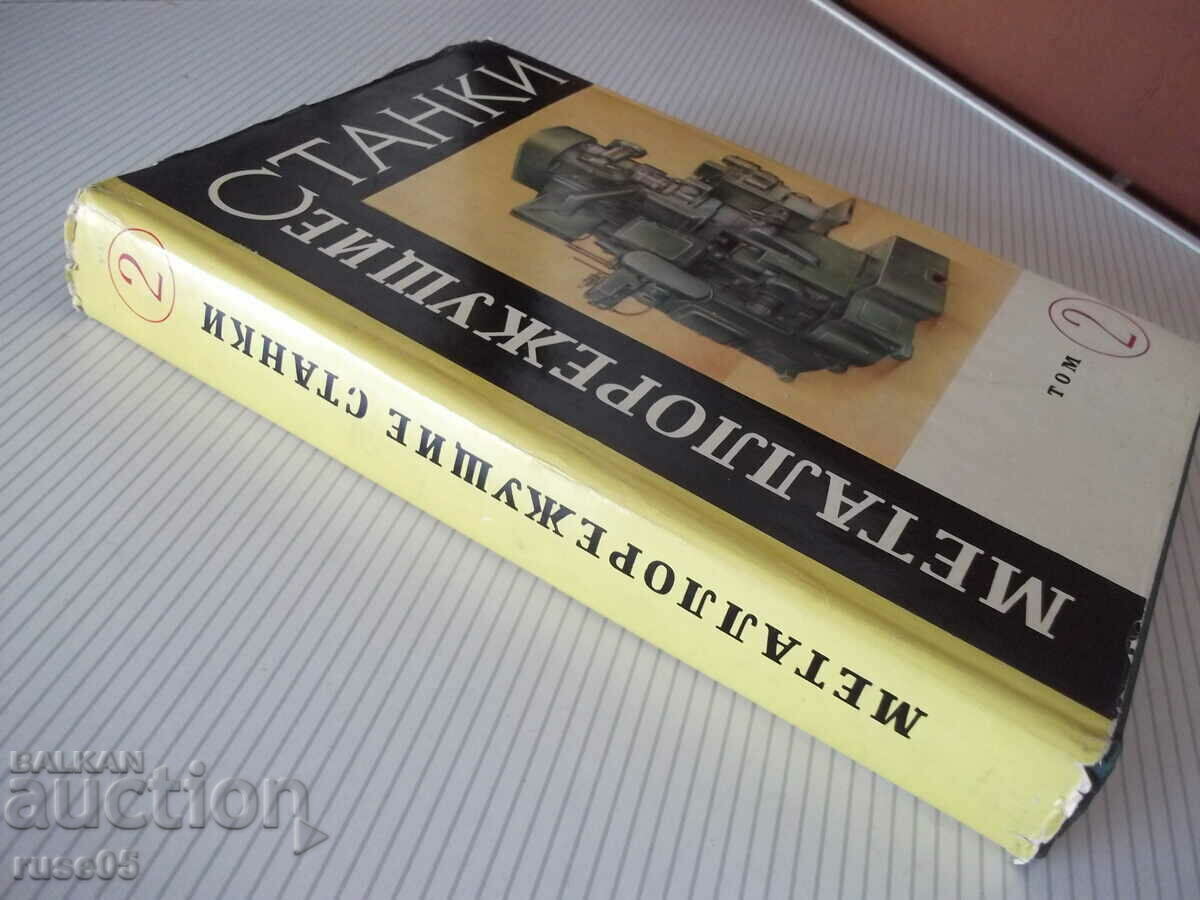 МЕТАЛЛОРЕЖУЩИЕ
СТАНКИ
ТОМ
2
МЕТАЛЛОРЕЖУЩИЕ СТАНКИ
2
BALKAN
auction
ruse05